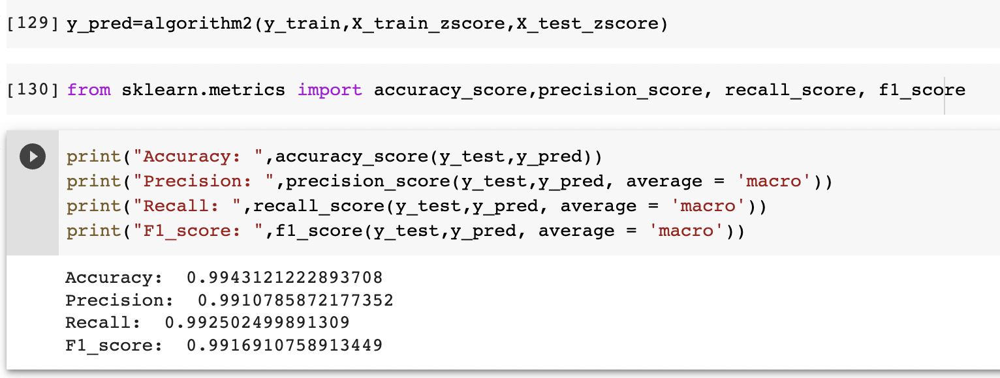 [129] y_pred=algorithm2(y_train,X_train_zscore,X_test_zscore)
[130] from sklearn.metrics import accuracy_score,precision_score, recall_score, f1_score
print("Accuracy: ",accuracy_score(y_test,y_pred))
print("Precision: ",precision_score(y_test,y_pred, average = 'macro'))
print("Recall: ",recall_score(y_test,y_pred, average = 'macro'))
print("F1_score: ",f1_score(y_test,y_pred, average = 'macro'))
Accuracy:  0.9943121222893708
Precision:  0.9910785872177352
Recall:  0.992502499891309
F1_score:  0.9916910758913449